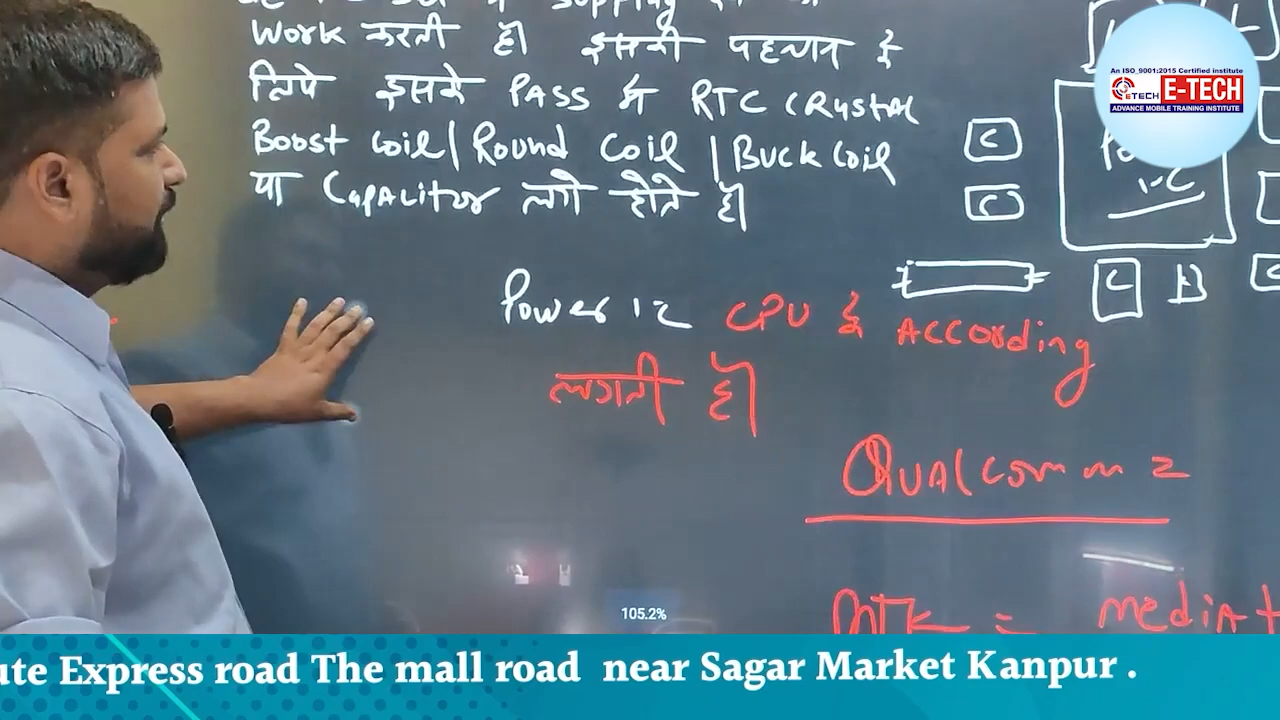 Work करती है। इसकी पहचान के
लिये इसके PASS में RTC CRystal
Boost Coil | Round Coil | Buck Coil
या Capacitor लगे होते है।
C
C
C
B
Power ic CPU के According
लगती है।
Qualcomm
MTK =
An ISO 9001:2015 Certified institute
ETECH E-TECH
ADVANCE MOBILE TRAINING INSTITUTE
105.2%
ute Express road The mall road near Sagar Market Kanpur .